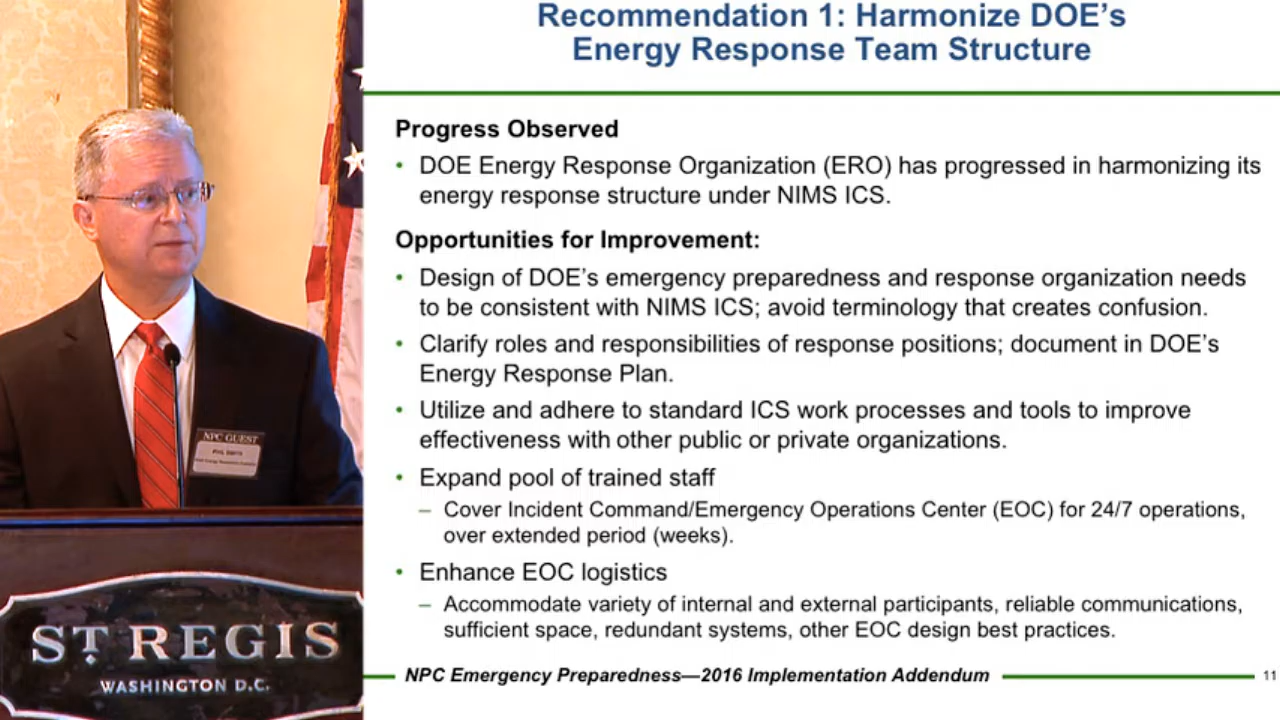 Recommendation 1: Harmonize DOE's
Energy Response Team Structure
Progress Observed
• DOE Energy Response Organization (ERO) has progressed in harmonizing its
energy response structure under NIMS ICS.
Opportunities for Improvement:
• Design of DOE's emergency preparedness and response organization needs
to be consistent with NIMS ICS; avoid terminology that creates confusion.
• Clarify roles and responsibilities of response positions; document in DOE's
Energy Response Plan.
• Utilize and adhere to standard ICS work processes and tools to improve
effectiveness with other public or private organizations.
• Expand pool of trained staff
– Cover Incident Command/Emergency Operations Center (EOC) for 24/7 operations,
over extended period (weeks).
• Enhance EOC logistics
– Accommodate variety of internal and external participants, reliable communications,
sufficient space, redundant systems, other EOC design best practices.
NPC Emergency Preparedness—2016 Implementation Addendum
11
NPC GUEST
PHIL SMITH
ST. REGIS
WASHINGTON D.C.